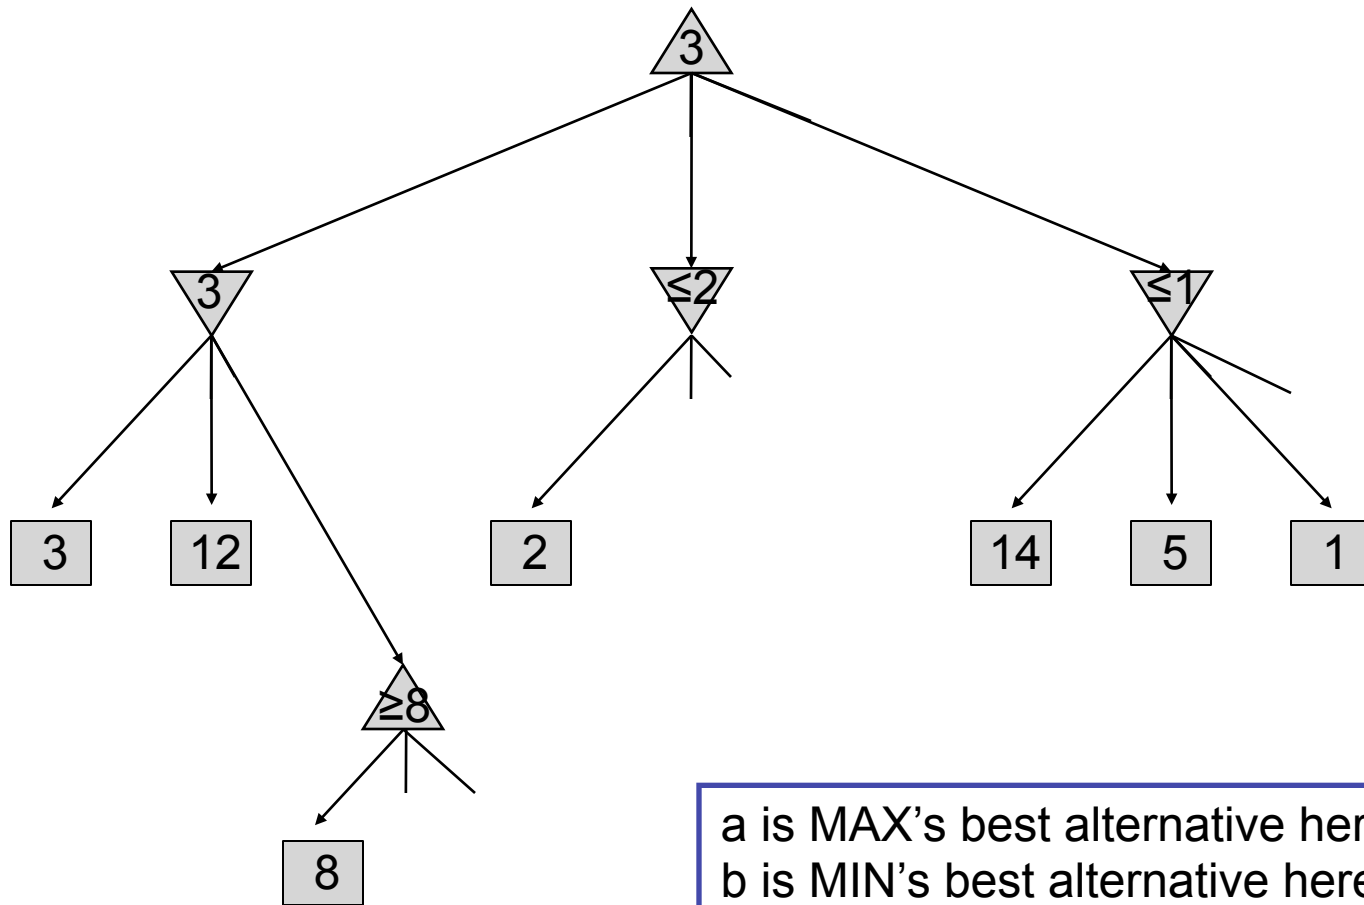 3
3 ≤2 ≤1
3 12 2 14 5 1
≥8
8
a is MAX’s best alternative
b is MIN’s best alternative here